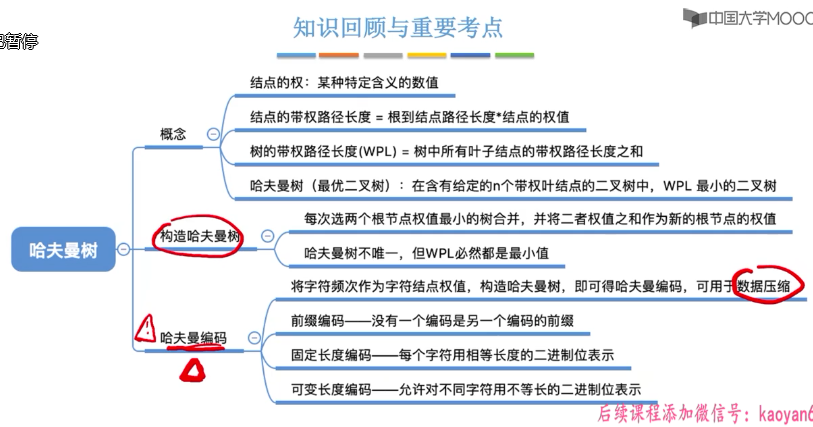 知识回顾与重要考点
中国大学MOOC
暂停
结点的权：某种特定含义的数值
结点的带权路径长度 = 根到结点路径长度*结点的权值
概念
树的带权路径长度(WPL) = 树中所有叶子结点的带权路径长度之和
哈夫曼树（最优二叉树）：在含有给定的n个带权叶结点的二叉树中，WPL 最小的二叉树
哈夫曼树
构造哈夫曼树
每次选两个根节点权值最小的树合并，并将二者权值之和作为新的根节点的权值
哈夫曼树不唯一，但WPL必然都是最小值
将字符频次作为字符结点权值，构造哈夫曼树，即可得哈夫曼编码，可用于数据压缩
哈夫曼编码
前缀编码——没有一个编码是另一个编码的前缀
固定长度编码——每个字符用相等长度的二进制位表示
可变长度编码——允许对不同字符用不等长的二进制位表示
后续课程添加微信号：kaoyan6